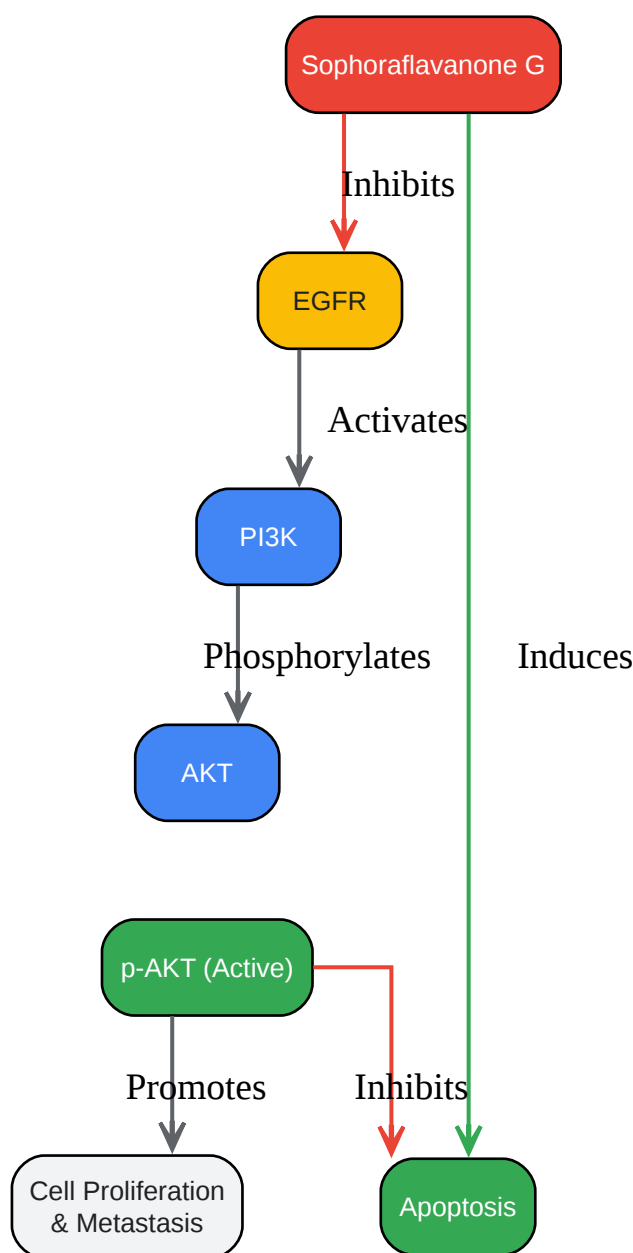 Sophoraflavanone G
Inhibits
EGFR
Activates
PI3K
Phosphorylates
Induces
AKT
p-AKT (Active)
Promotes
Inhibits
Cell Proliferation
& Metastasis
Apoptosis